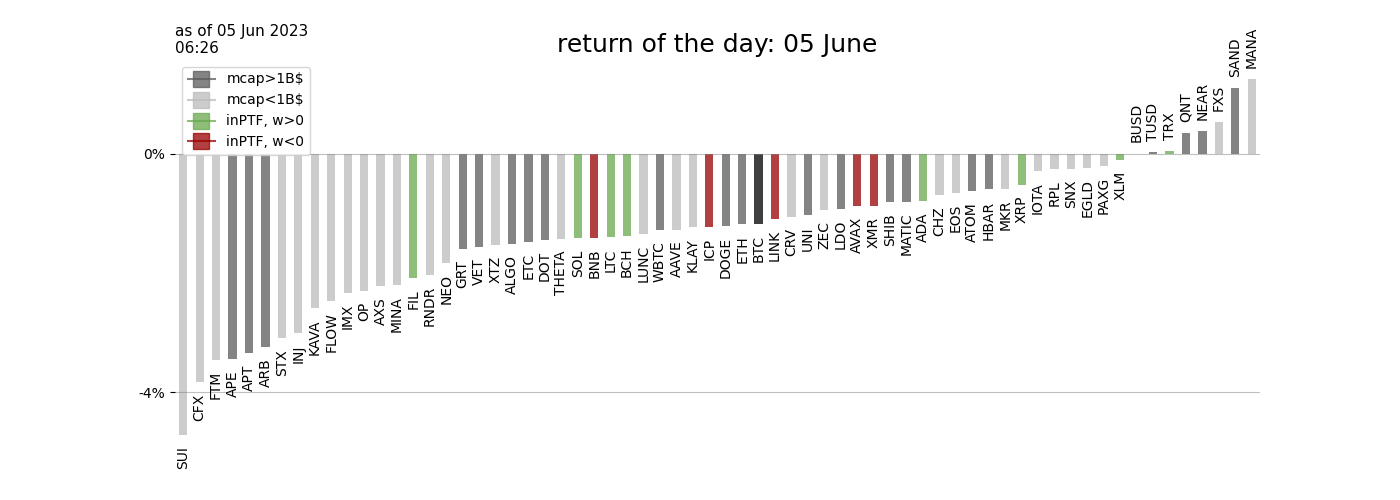 as of 05 Jun 2023
06:26
return of the day: 05 June
mcap>1B$
mcap<1B$
inPTF, w>0
inPTF, w<0
0%
-4%
SUI
CFX
FTM
APE
APT
ARB
STX
INJ
KAVA
FLOW
IMX
OP
AXS
MINA
FIL
RNDR
NEO
GRT
VET
XTZ
ALGO
ETC
DOT
THETA
SOL
BNB
LTC
BCH
LUNC
WBTC
AAVE
KLAY
ICP
DOGE
ETH
BTC
LINK
CRV
UNI
ZEC
LDO
AVAX
XMR
SHIB
MATIC
ADA
CHZ
EOS
ATOM
HBAR
MKR
XRP
IOTA
RPL
SNX
EGLD
PAXG
XLM
BUSD
TUSD
TRX
QNT
NEAR
FXS
SAND
MANA